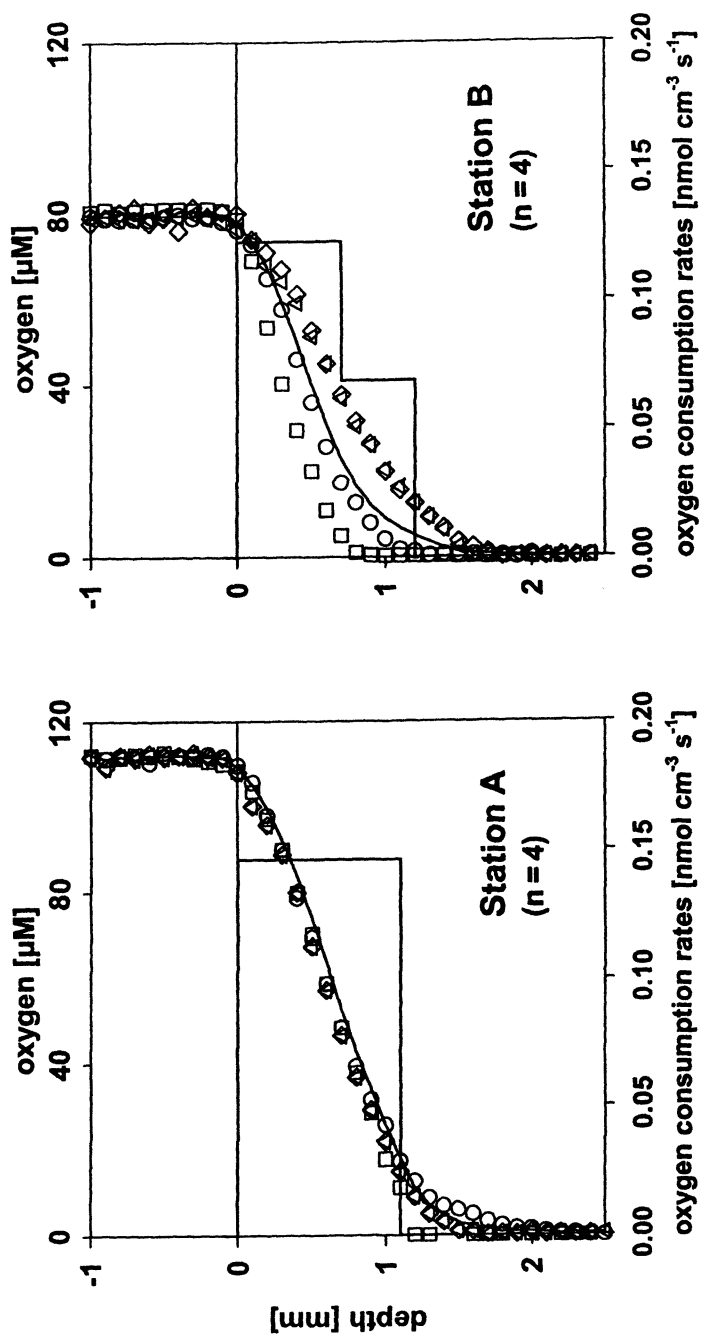 oxygen [µM]
0 40 80 120
-1
0
1
2
depth [mm]
Station A
(n = 4)
0.00 0.05 0.10 0.15 0.20
oxygen consumption rates [nmol cm-3 s-1]
oxygen [µM]
0 40 80 120
-1
0
1
2
Station B
(n = 4)
0.00 0.05 0.10 0.15 0.20
oxygen consumption rates [nmol cm-3 s-1]